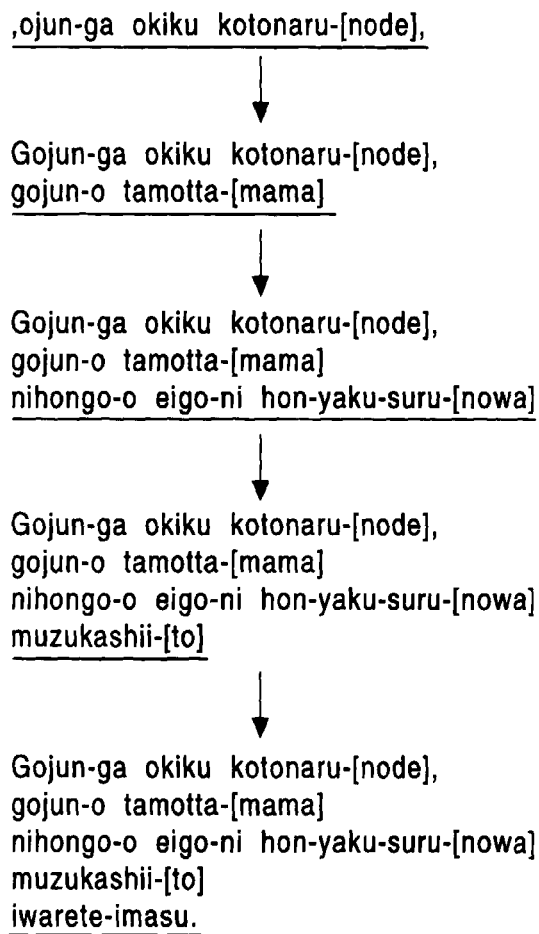 ,ojun-ga okiku kotonaru-[node],
Gojun-ga okiku kotonaru-[node],
gojun-o tamotta-[mama]
Gojun-ga okiku kotonaru-[node],
gojun-o tamotta-[mama]
nihongo-o eigo-ni hon-yaku-suru-[nowa]
Gojun-ga okiku kotonaru-[node],
gojun-o tamotta-[mama]
nihongo-o eigo-ni hon-yaku-suru-[nowa]
muzukashii-[to]
Gojun-ga okiku kotonaru-[node],
gojun-o tamotta-[mama]
nihongo-o eigo-ni hon-yaku-suru-[nowa]
muzukashii-[to]
iwarete-imasu.